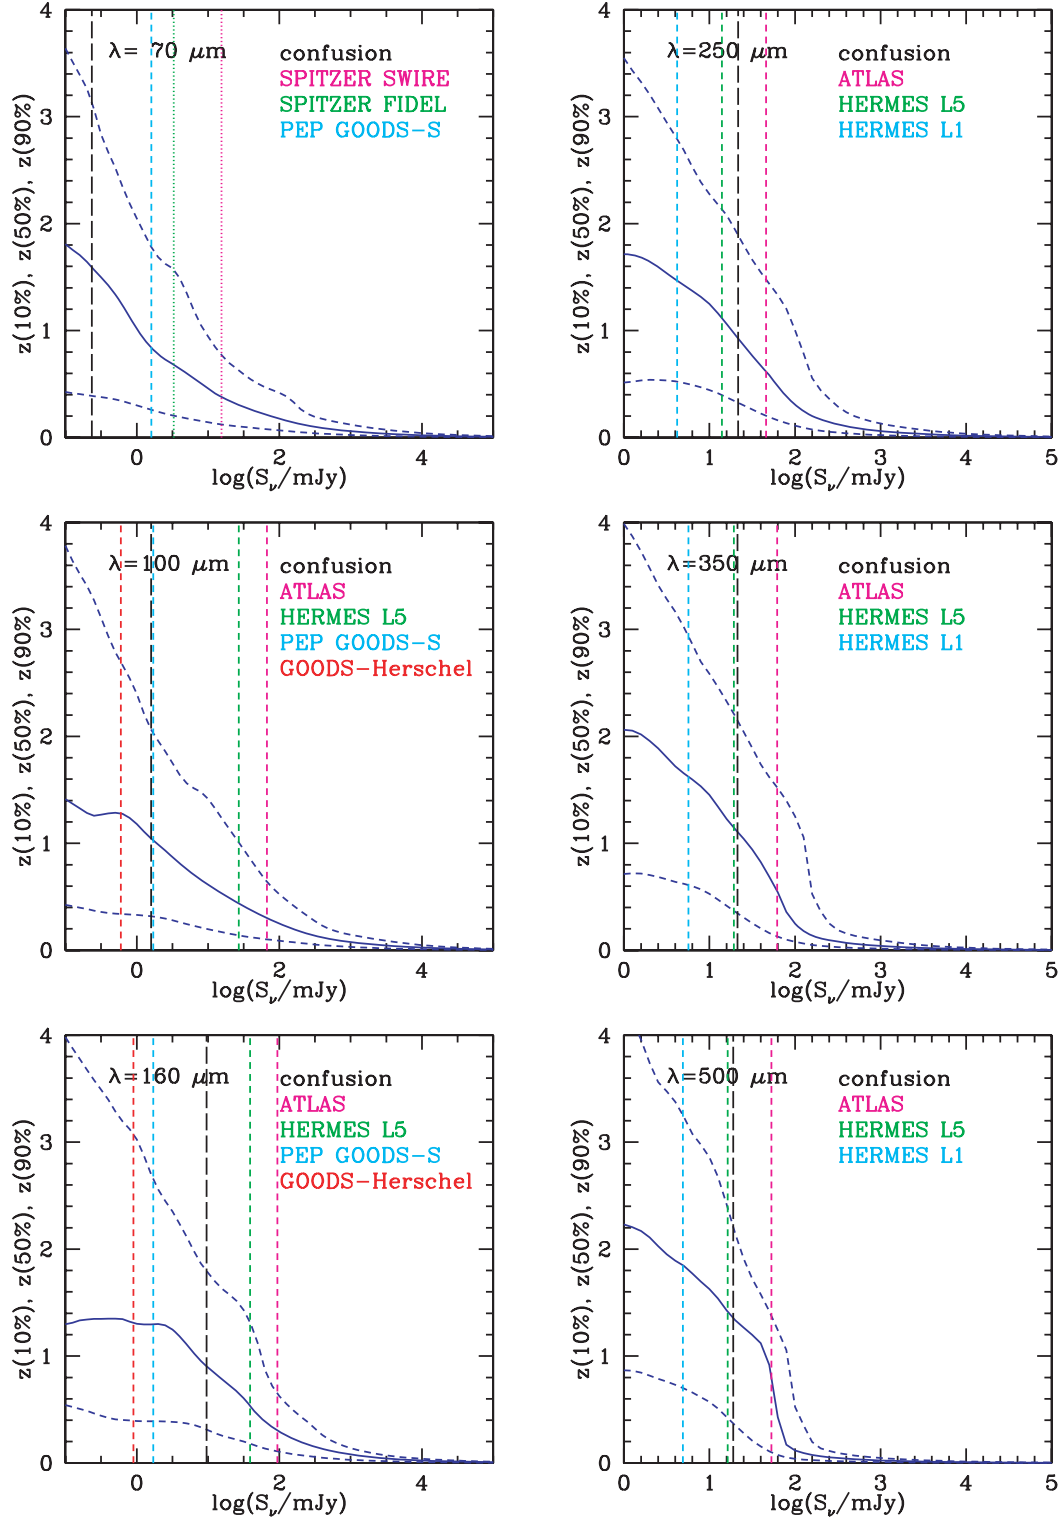 λ= 70 μm
confusion
SPITZER SWIRE
SPITZER FIDEL
PEP GOODS-S
z(10%), z(50%), z(90%)
4
3
2
1
0
0 2 4
log(Sν/mJy)
λ=250 μm
confusion
ATLAS
HERMES L5
HERMES L1
z(10%), z(50%), z(90%)
4
3
2
1
0
0 1 2 3 4 5
log(Sν/mJy)
λ=100 μm
confusion
ATLAS
HERMES L5
PEP GOODS-S
GOODS-Herschel
z(10%), z(50%), z(90%)
4
3
2
1
0
0 2 4
log(Sν/mJy)
λ=350 μm
confusion
ATLAS
HERMES L5
HERMES L1
z(10%), z(50%), z(90%)
4
3
2
1
0
0 1 2 3 4 5
log(Sν/mJy)
λ=160 μm
confusion
ATLAS
HERMES L5
PEP GOODS-S
GOODS-Herschel
z(10%), z(50%), z(90%)
4
3
2
1
0
0 2 4
log(Sν/mJy)
λ=500 μm
confusion
ATLAS
HERMES L5
HERMES L1
z(10%), z(50%), z(90%)
4
3
2
1
0
0 1 2 3 4 5
log(Sν/mJy)